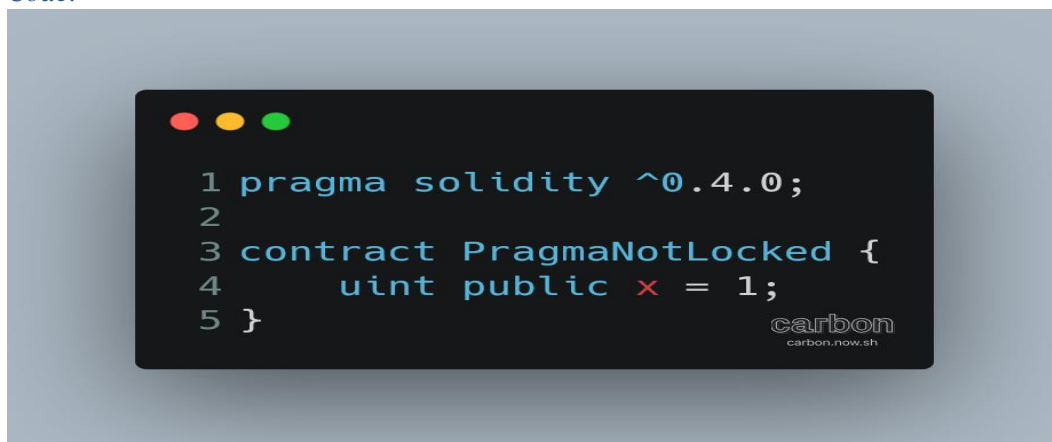 1 pragma solidity ^0.4.0;
2
3 contract PragmaNotLocked {
4     uint public x = 1;
5 }
carbon
carbon.now.sh